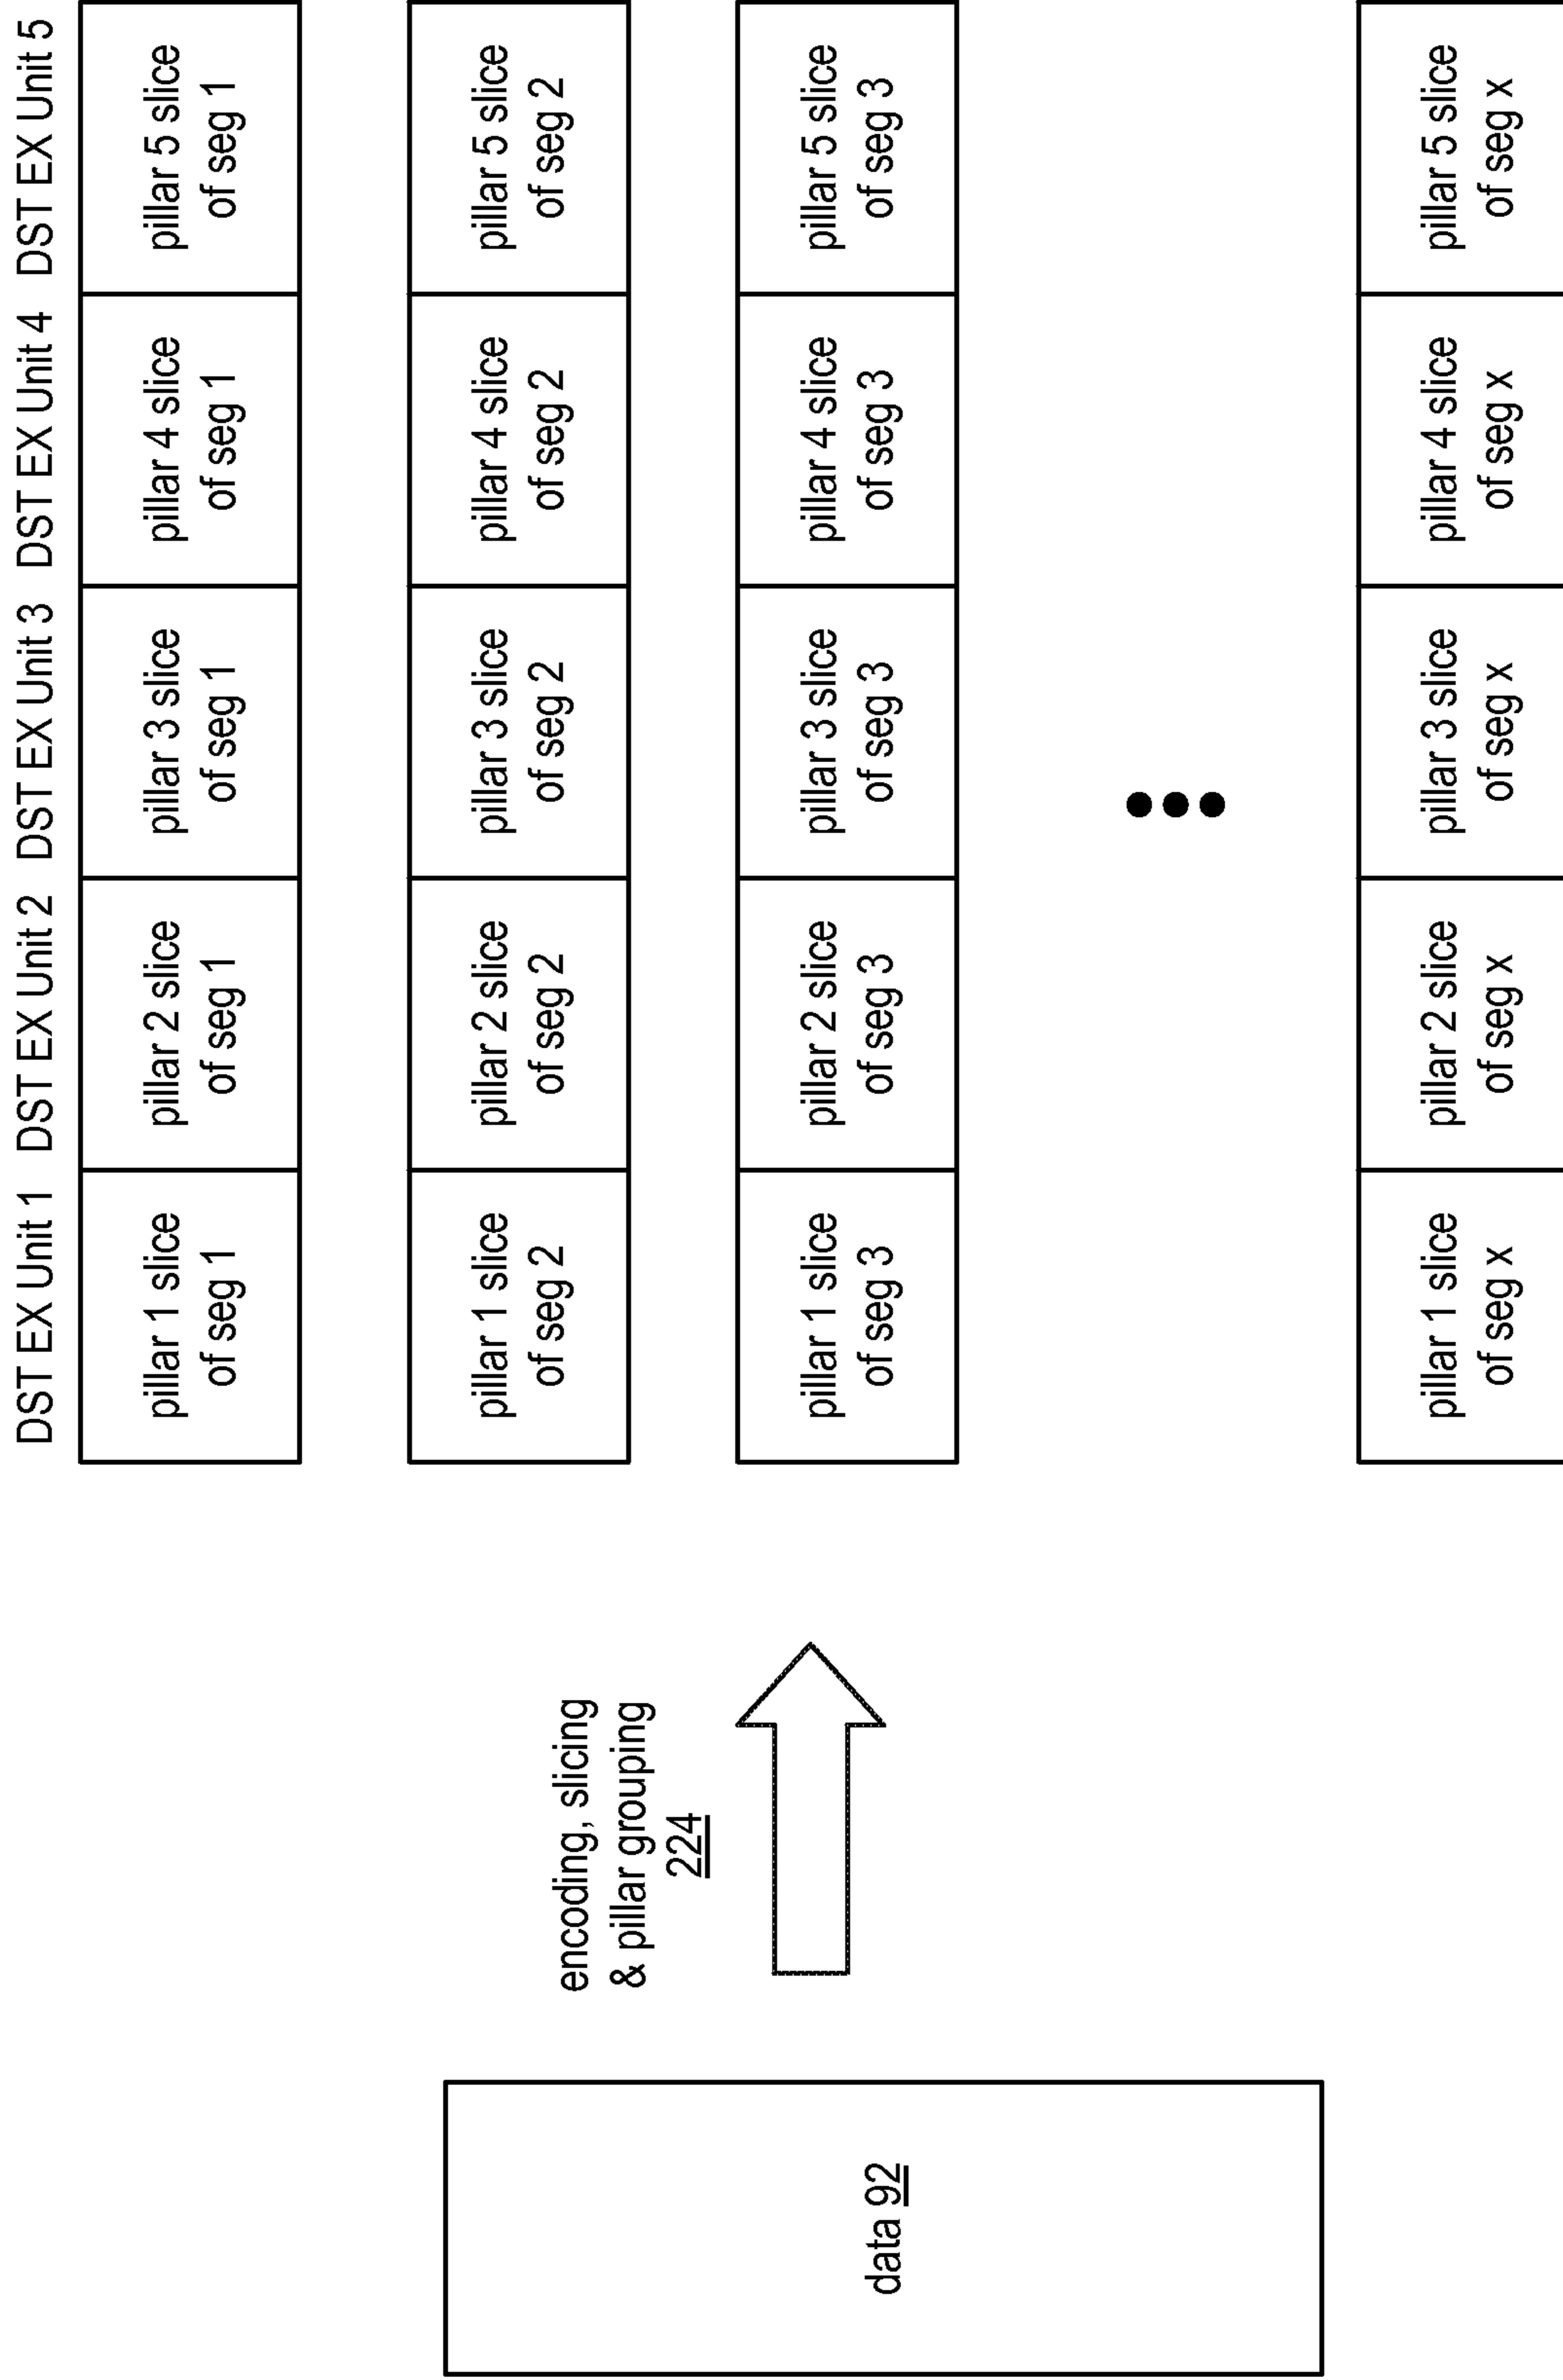 data 92
encoding, slicing
& pillar grouping
224
DST EX Unit 1 DST EX Unit 2 DST EX Unit 3 DST EX Unit 4 DST EX Unit 5
pillar 1 slice
of seg 1
pillar 2 slice
of seg 1
pillar 3 slice
of seg 1
pillar 4 slice
of seg 1
pillar 5 slice
of seg 1
pillar 1 slice
of seg 2
pillar 2 slice
of seg 2
pillar 3 slice
of seg 2
pillar 4 slice
of seg 2
pillar 5 slice
of seg 2
pillar 1 slice
of seg 3
pillar 2 slice
of seg 3
pillar 3 slice
of seg 3
pillar 4 slice
of seg 3
pillar 5 slice
of seg 3
pillar 1 slice
of seg x
pillar 2 slice
of seg x
pillar 3 slice
of seg x
pillar 4 slice
of seg x
pillar 5 slice
of seg x